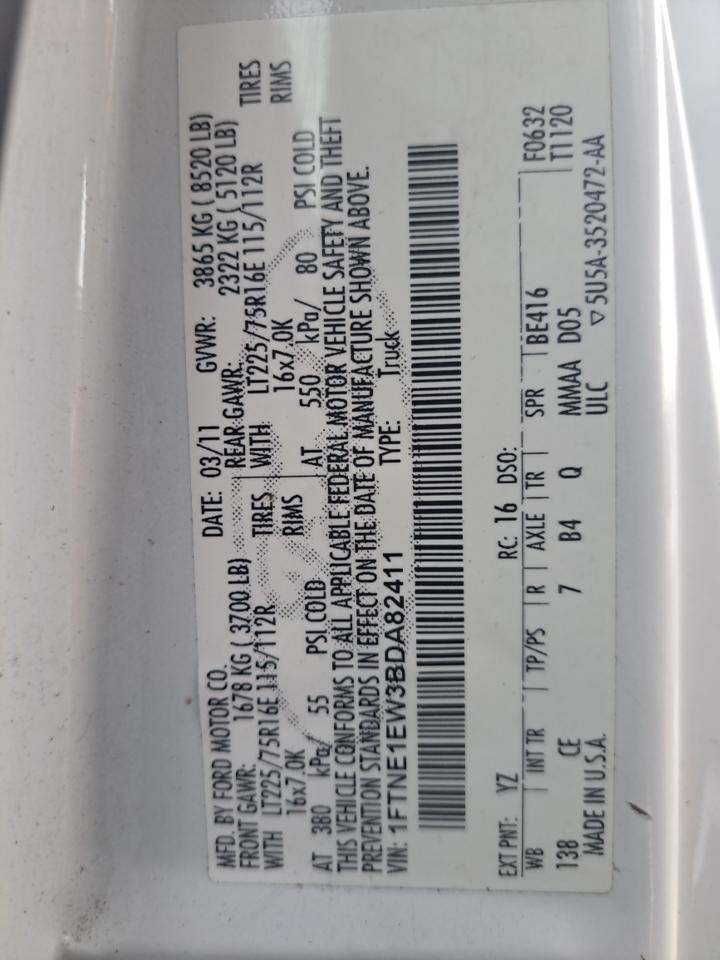 MFD. BY FORD MOTOR CO.
DATE: 03/11 GVWR: 3865 KG ( 8520 LB)
FRONT GAWR: 1678 KG ( 3700 LB) REAR GAWR: 2322 KG ( 5120 LB)
WITH LT225/75R16E 115/112R TIRES WITH LT225/75R16E 115/112R TIRES
16x7.0K RIMS 16x7.0K RIMS
AT 380 kPa/ 55 PSI COLD AT 550 kPa/ 80 PSI COLD
THIS VEHICLE CONFORMS TO ALL APPLICABLE FEDERAL MOTOR VEHICLE SAFETY AND THEFT
PREVENTION STANDARDS IN EFFECT ON THE DATE OF MANUFACTURE SHOWN ABOVE.
VIN: 1FTNE1EW3BDA82411 TYPE: Truck
EXT PNT: YZ RC: 16 DSO:
WB INT TR TP/PS R AXLE TR SPR BE416 F0632
138 CE 7 B4 Q MMAA D05 T1120
MADE IN U.S.A. ULC ▽5U5A-3520472-AA